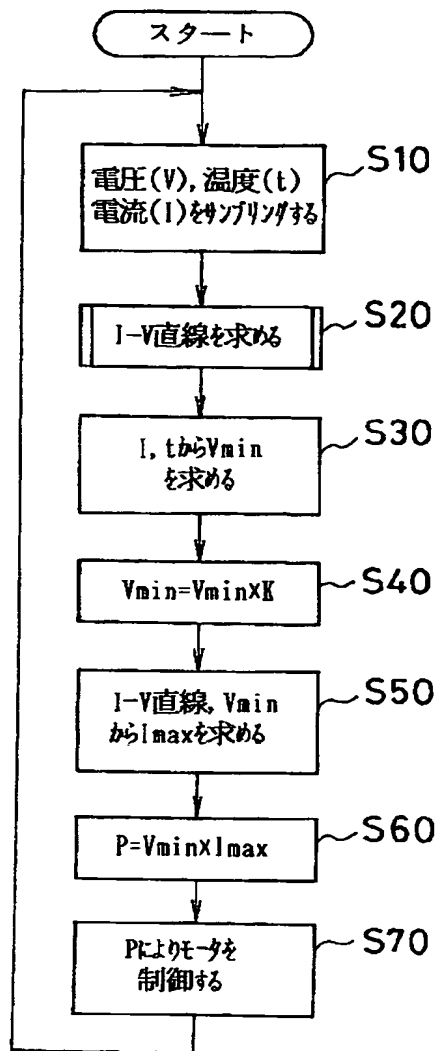 スタート
電圧(V),温度(t)
電流(I)をサンプリングする
S10
I-V直線を求める
S20
I,tからVmin
を求める
S30
Vmin=Vmin×K
S40
I-V直線,Vmin
からImaxを求める
S50
P=Vmin×Imax
S60
Pによりモータを
制御する
S70